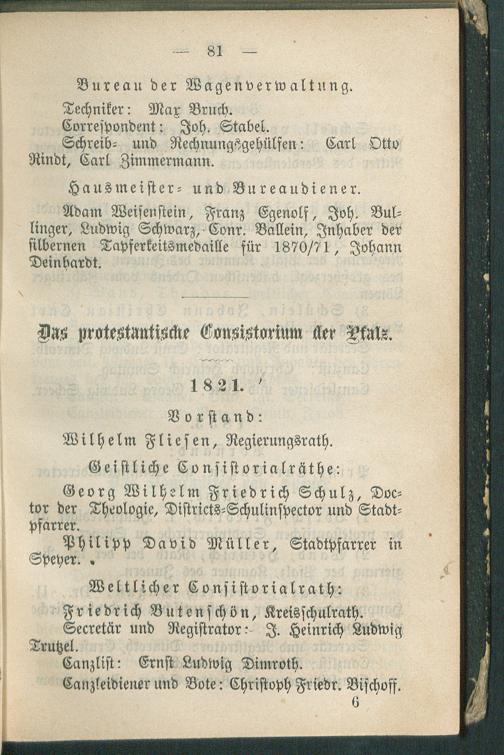 — 81 —
Bureau der Wagenverwaltung.
Techniker: Max Bruch.
Correspondent: Joh. Stabel.
Schreib- und Rechnungsgehülfen: Carl Otto
Rindt, Carl Zimmermann.
Hausmeister- und Bureaudiener.
Adam Weisenstein, Franz Egenolf, Joh. Bul-
linger, Ludwig Schwarz, Conr. Ballein, Inhaber der
silbernen Tapferkeitsmedaille für 1870/71, Johann
Deinhardt.
Das protestantische Consistorium der Pfalz.
1821.
Vorstand:
Wilhelm Fliesen, Regierungsrath.
Geistliche Consistorialräthe:
Georg Wilhelm Friedrich Schulz, Doc-
tor der Theologie, Districts-Schulinspector und Stadt-
pfarrer.
Philipp David Müller, Stadtpfarrer in
Speyer.
Weltlicher Consistorialrath:
Friedrich Butenschön, Kreisschulrath.
Secretär und Registrator: J. Heinrich Ludwig
Trutzel.
Canzlist: Ernst Ludwig Dimroth.
Canzleidiener und Bote: Christoph Friedr. Bischoff.
6